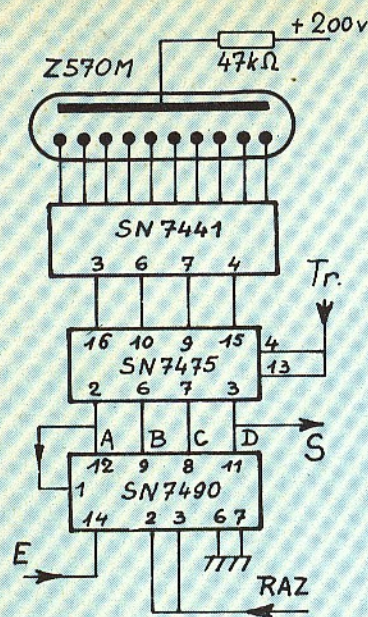 + 200v
Z570M
47kΩ
SN7441
3 6 7 4
Tr.
16 10 9 15
4
SN7475
13
2 6 7 3
A B C D
S
12 9 8 11
1
SN7490
14 2 3 6 7
E
RAZ